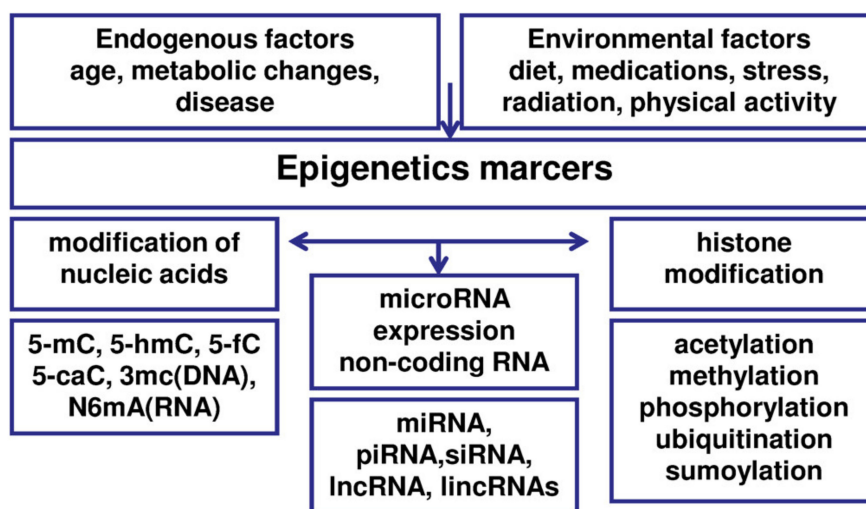 Endogenous factors
age, metabolic changes,
disease
Environmental factors
diet, medications, stress,
radiation, physical activity
Epigenetics marcers
modification of
nucleic acids
5-mC, 5-hmC, 5-fC
5-caC, 3mc(DNA),
N6mA(RNA)
microRNA
expression
non-coding RNA
miRNA,
piRNA,siRNA,
lncRNA, lincRNAs
histone
modification
acetylation
methylation
phosphorylation
ubiquitination
sumoylation